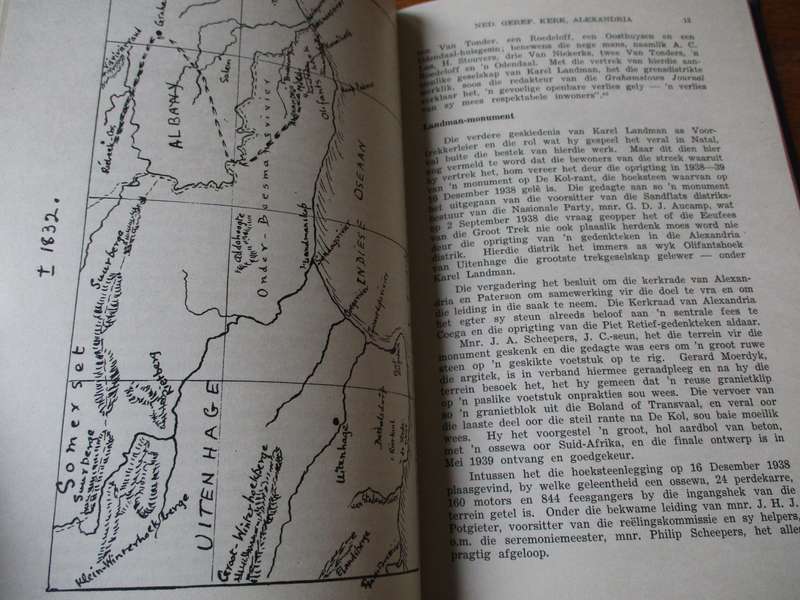 ± 1832.
Somerset
Suurberge
Suurberge
Klein-Winterhoek berge
UITENHAGE
Groot-Winterhoekberge
Elandsberge
Uitenhage
ALBANY
Salem
Onder-Boesmansrivier
Olifants
INDIESE OSEAAN
NED. GEREF. KERK, ALEXANDRIA 13
Van Tonder, een Roedeloff, een Oosthuysen en een
Odendaal-huisgesin; benewens die nege mans, naamlik A. C.
H. Stouvers, drie Van Niekerks, twee Van Tonders, 'n
Roedeloff en 'n Odendaal. Met die vertrek van hierdie aan-
like geselskap van Karel Landman, het die grensdistrikte
soos die redakteur van die Grahamstown Journal
verklaar het, 'n gevoelige openbare verlies gely — 'n verlies
van sy mees respektabele inwoners".
Landman-monument
Die verdere geskiedenis van Karel Landman as Voor-
trekkerleier en die rol wat hy gespeel het veral in Natal,
val buite die bestek van hierdie werk. Maar dit dien hier
vermeld te word dat die bewoners van die streek waaruit
hy vertrek het, hom vereer het deur die oprigting in 1938—39
van 'n monument op De Kol-rant, die hoeksteen waarvan op
Desember 1938 gelê is. Die gedagte aan so 'n monument
het uitgegaan van die voorsitter van die Sandflats distriks-
bestuur van die Nasionale Party, mnr. G. D. J. Aucamp, wat
op 2 September 1938 die vraag geopper het of die Eeufees
van die Groot Trek nie ook plaaslik herdenk moes word nie
deur die oprigting van 'n gedenkteken in die Alexandria
distrik. Hierdie distrik het immers as wyk Olifantshoek
van Uitenhage die grootste trekgeselskap gelewer — onder
Karel Landman.
Die vergadering het besluit om die kerkrade van Alexan-
dria en Paterson om samewerking vir die doel te vra en om
die leiding in die saak te neem. Die Kerkraad van Alexandria
het egter sy steun alreeds beloof aan 'n sentrale fees te
Coega en die oprigting van die Piet Retief-gedenkteken aldaar.
Mnr. J. A. Scheepers, J. C.-seun, het die terrein vir die
monument geskenk en die gedagte was eers om 'n groot ruwe
steen op 'n geskikte voetstuk op te rig. Gerard Moerdyk,
die argitek, is in verband hiermee geraadpleeg en na hy die
terrein besoek het, het hy gemeen dat 'n reuse granietklip
op 'n paslike voetstuk onprakties sou wees. Die vervoer van
so 'n granietblok uit die Boland of Transvaal, en veral oor
die laaste deel oor die steil rante na De Kol, sou baie moeilik
wees. Hy het voorgestel 'n groot, hol aardbol van beton,
met 'n ossewa oor Suid-Afrika, en die finale ontwerp is in
Mei 1939 ontvang en goedgekeur.
Intussen het die hoeksteenlegging op 16 Desember 1938
plaasgevind, by welke geleentheid een ossewa, 24 perdekarre,
160 motors en 844 feesgangers by die ingangshek van die
terrein getel is. Onder die bekwame leiding van mnr. J. H. J.
Potgieter, voorsitter van die reëlingskommissie en sy helpers,
o.m. die seremoniemeester, mnr. Philip Scheepers, het alles
pragtig afgeloop.